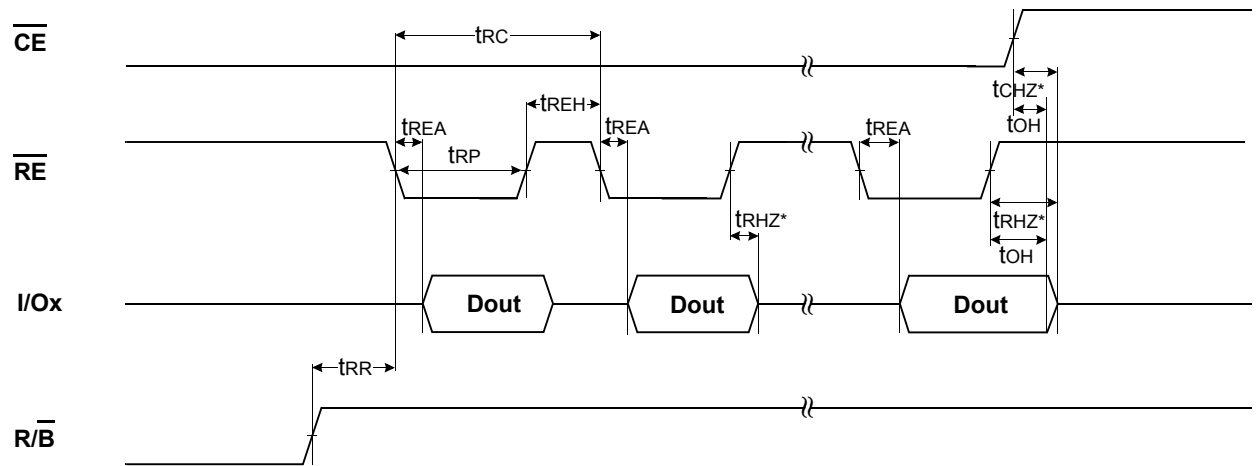 CE
tRC
tCHZ*
tREH
tOH
tREA
tREA
tREA
tRP
RE
tRHZ*
tRHZ*
tOH
I/Ox
Dout
Dout
Dout
tRR
R/B